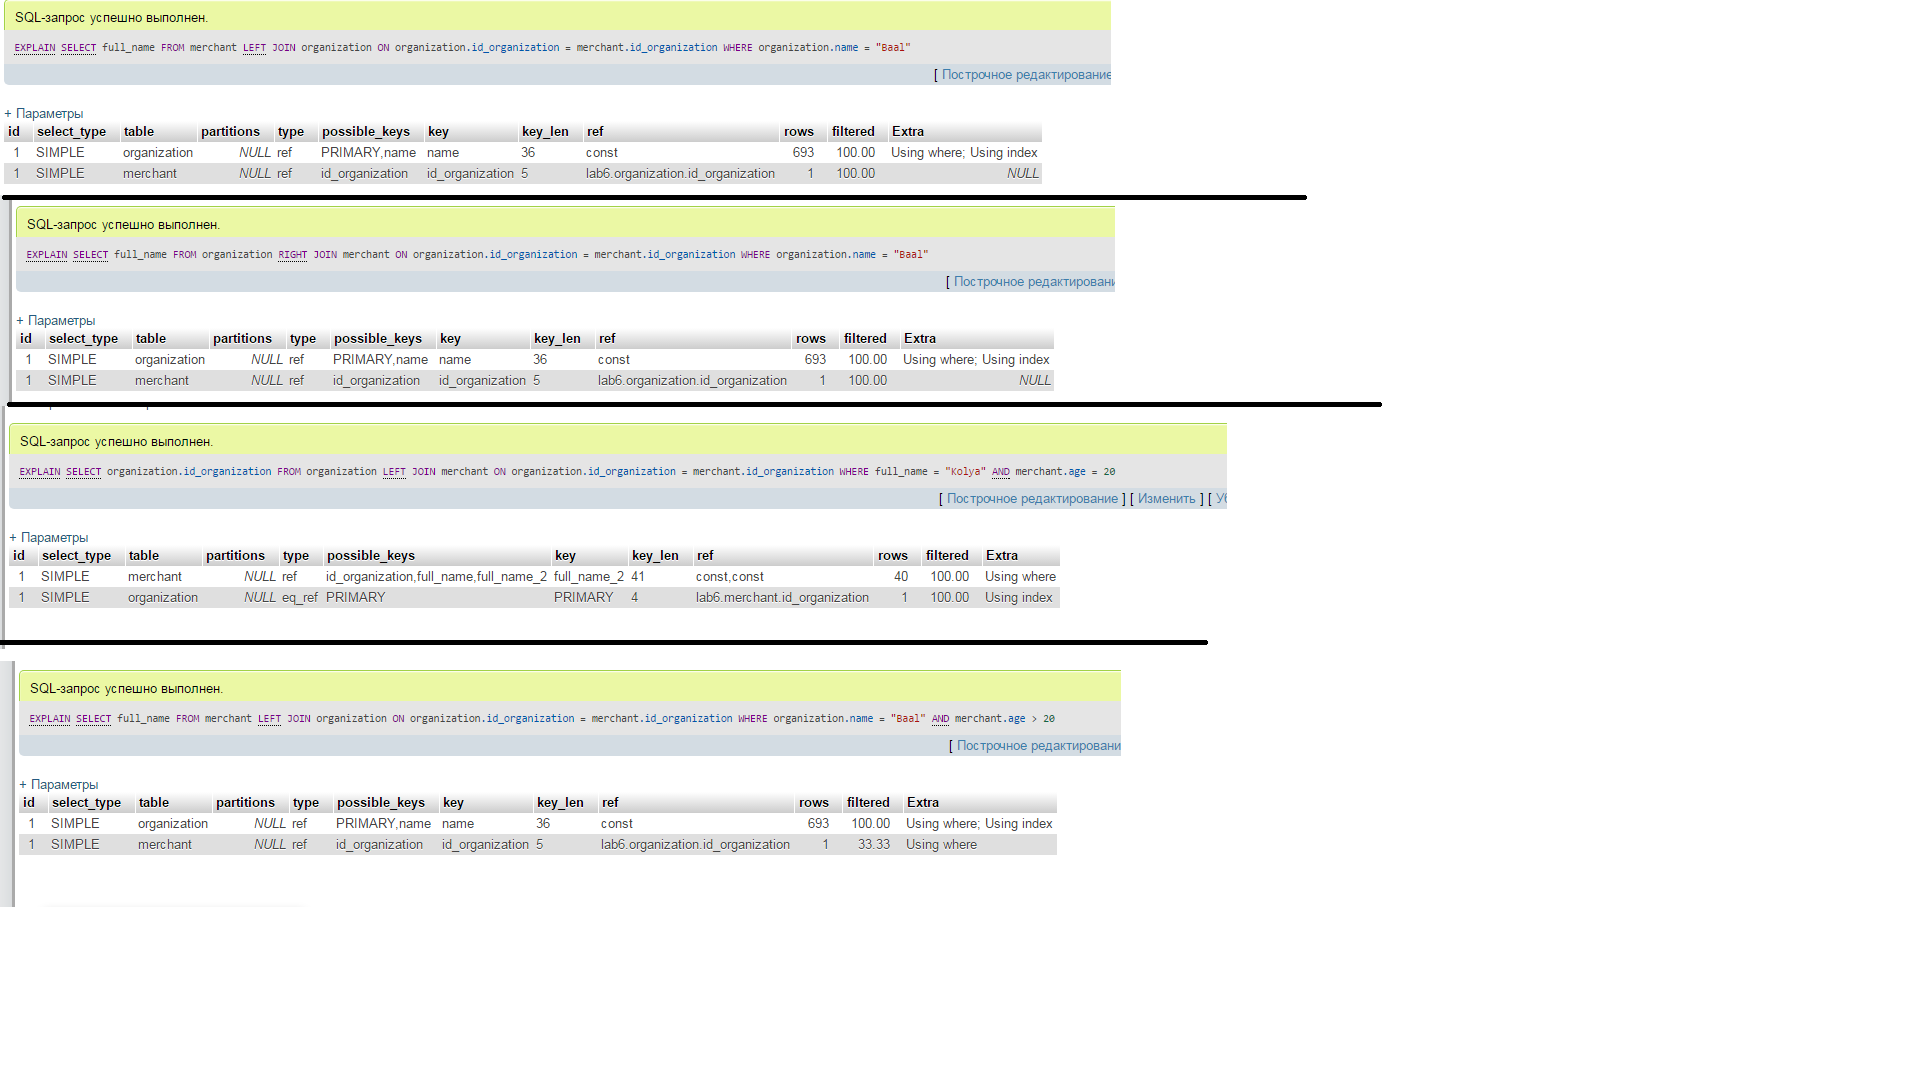 SQL-запрос успешно выполнен.
EXPLAIN SELECT full_name FROM merchant LEFT JOIN organization ON organization.id_organization = merchant.id_organization WHERE organization.name = "Baal"
[ Построчное редактирование
+ Параметры
id select_type table partitions type possible_keys key key_len ref rows filtered Extra
1 SIMPLE organization NULL ref PRIMARY,name name 36 const 693 100.00 Using where; Using index
1 SIMPLE merchant NULL ref id_organization id_organization 5 lab6.organization.id_organization 1 100.00 NULL
SQL-запрос успешно выполнен.
EXPLAIN SELECT full_name FROM organization RIGHT JOIN merchant ON organization.id_organization = merchant.id_organization WHERE organization.name = "Baal"
[ Построчное редактировани
+ Параметры
id select_type table partitions type possible_keys key key_len ref rows filtered Extra
1 SIMPLE organization NULL ref PRIMARY,name name 36 const 693 100.00 Using where; Using index
1 SIMPLE merchant NULL ref id_organization id_organization 5 lab6.organization.id_organization 1 100.00 NULL
SQL-запрос успешно выполнен.
EXPLAIN SELECT organization.id_organization FROM organization LEFT JOIN merchant ON organization.id_organization = merchant.id_organization WHERE full_name = "Kolya" AND merchant.age = 20
[ Построчное редактирование ] [ Изменить ] [ Уб
+ Параметры
id select_type table partitions type possible_keys key key_len ref rows filtered Extra
1 SIMPLE merchant NULL ref id_organization,full_name,full_name_2 full_name_2 41 const,const 40 100.00 Using where
1 SIMPLE organization NULL eq_ref PRIMARY PRIMARY 4 lab6.merchant.id_organization 1 100.00 Using index
SQL-запрос успешно выполнен.
EXPLAIN SELECT full_name FROM merchant LEFT JOIN organization ON organization.id_organization = merchant.id_organization WHERE organization.name = "Baal" AND merchant.age > 20
[ Построчное редактировани
+ Параметры
id select_type table partitions type possible_keys key key_len ref rows filtered Extra
1 SIMPLE organization NULL ref PRIMARY,name name 36 const 693 100.00 Using where; Using index
1 SIMPLE merchant NULL ref id_organization id_organization 5 lab6.organization.id_organization 1 33.33 Using where